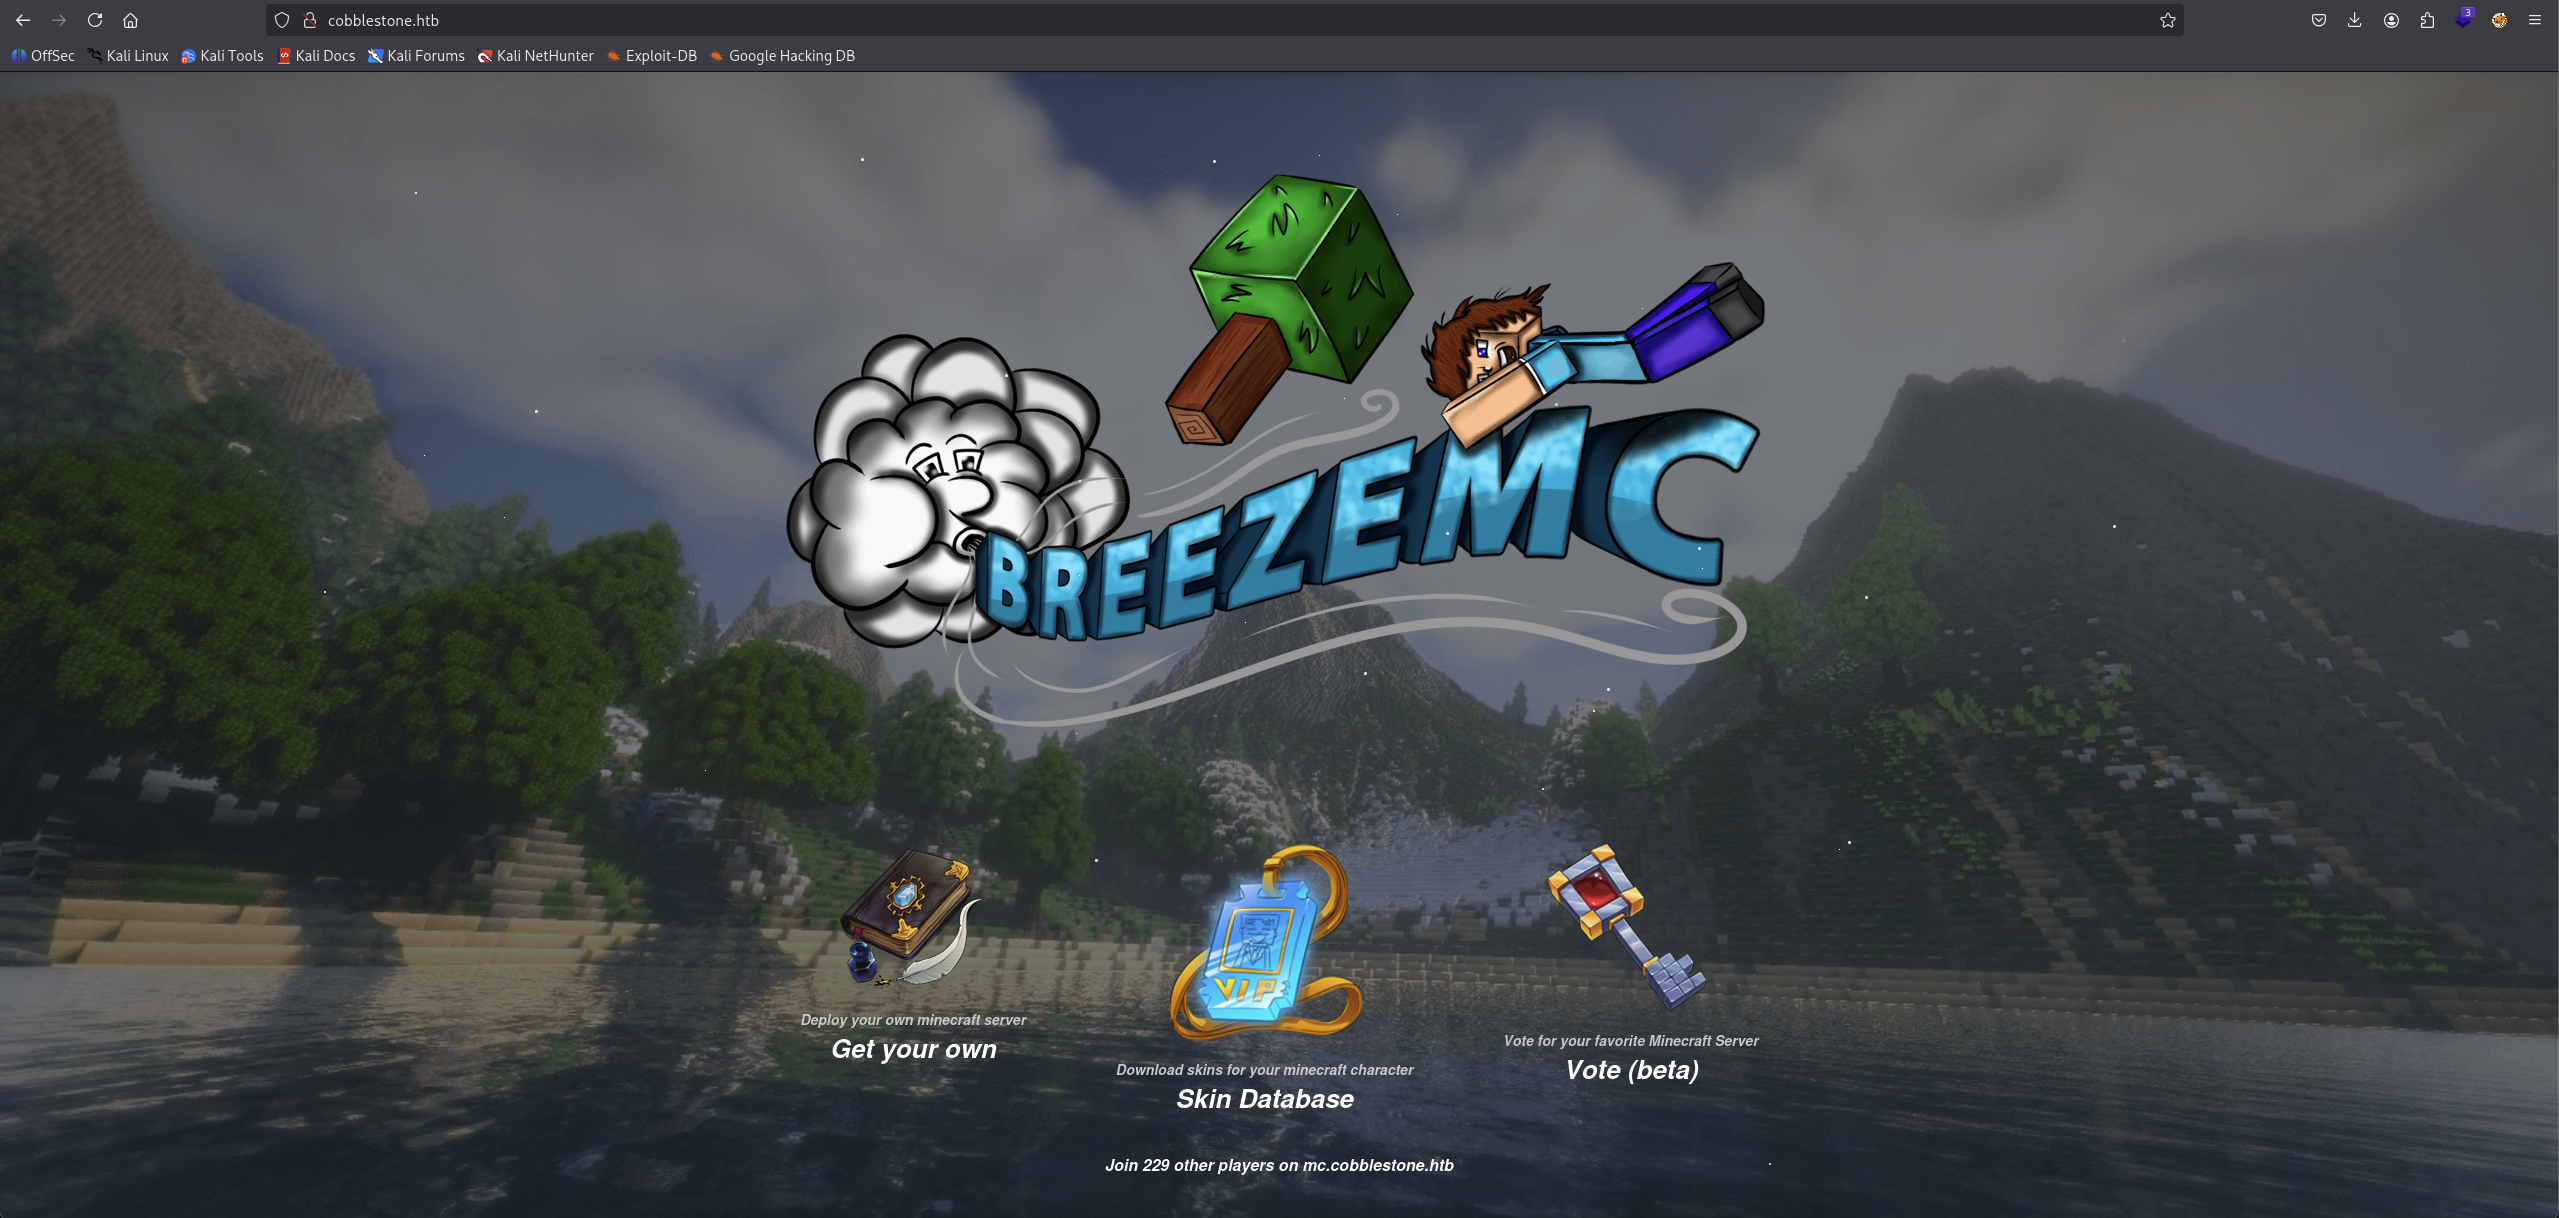 cobblestone.htb
3
OffSec Kali Linux Kali Tools Kali Docs Kali Forums Kali NetHunter Exploit-DB Google Hacking DB
BREEZEMC
VIP
Deploy your own minecraft server
Get your own
Download skins for your minecraft character
Skin Database
Vote for your favorite Minecraft Server
Vote (beta)
Join 229 other players on mc.cobblestone.htb